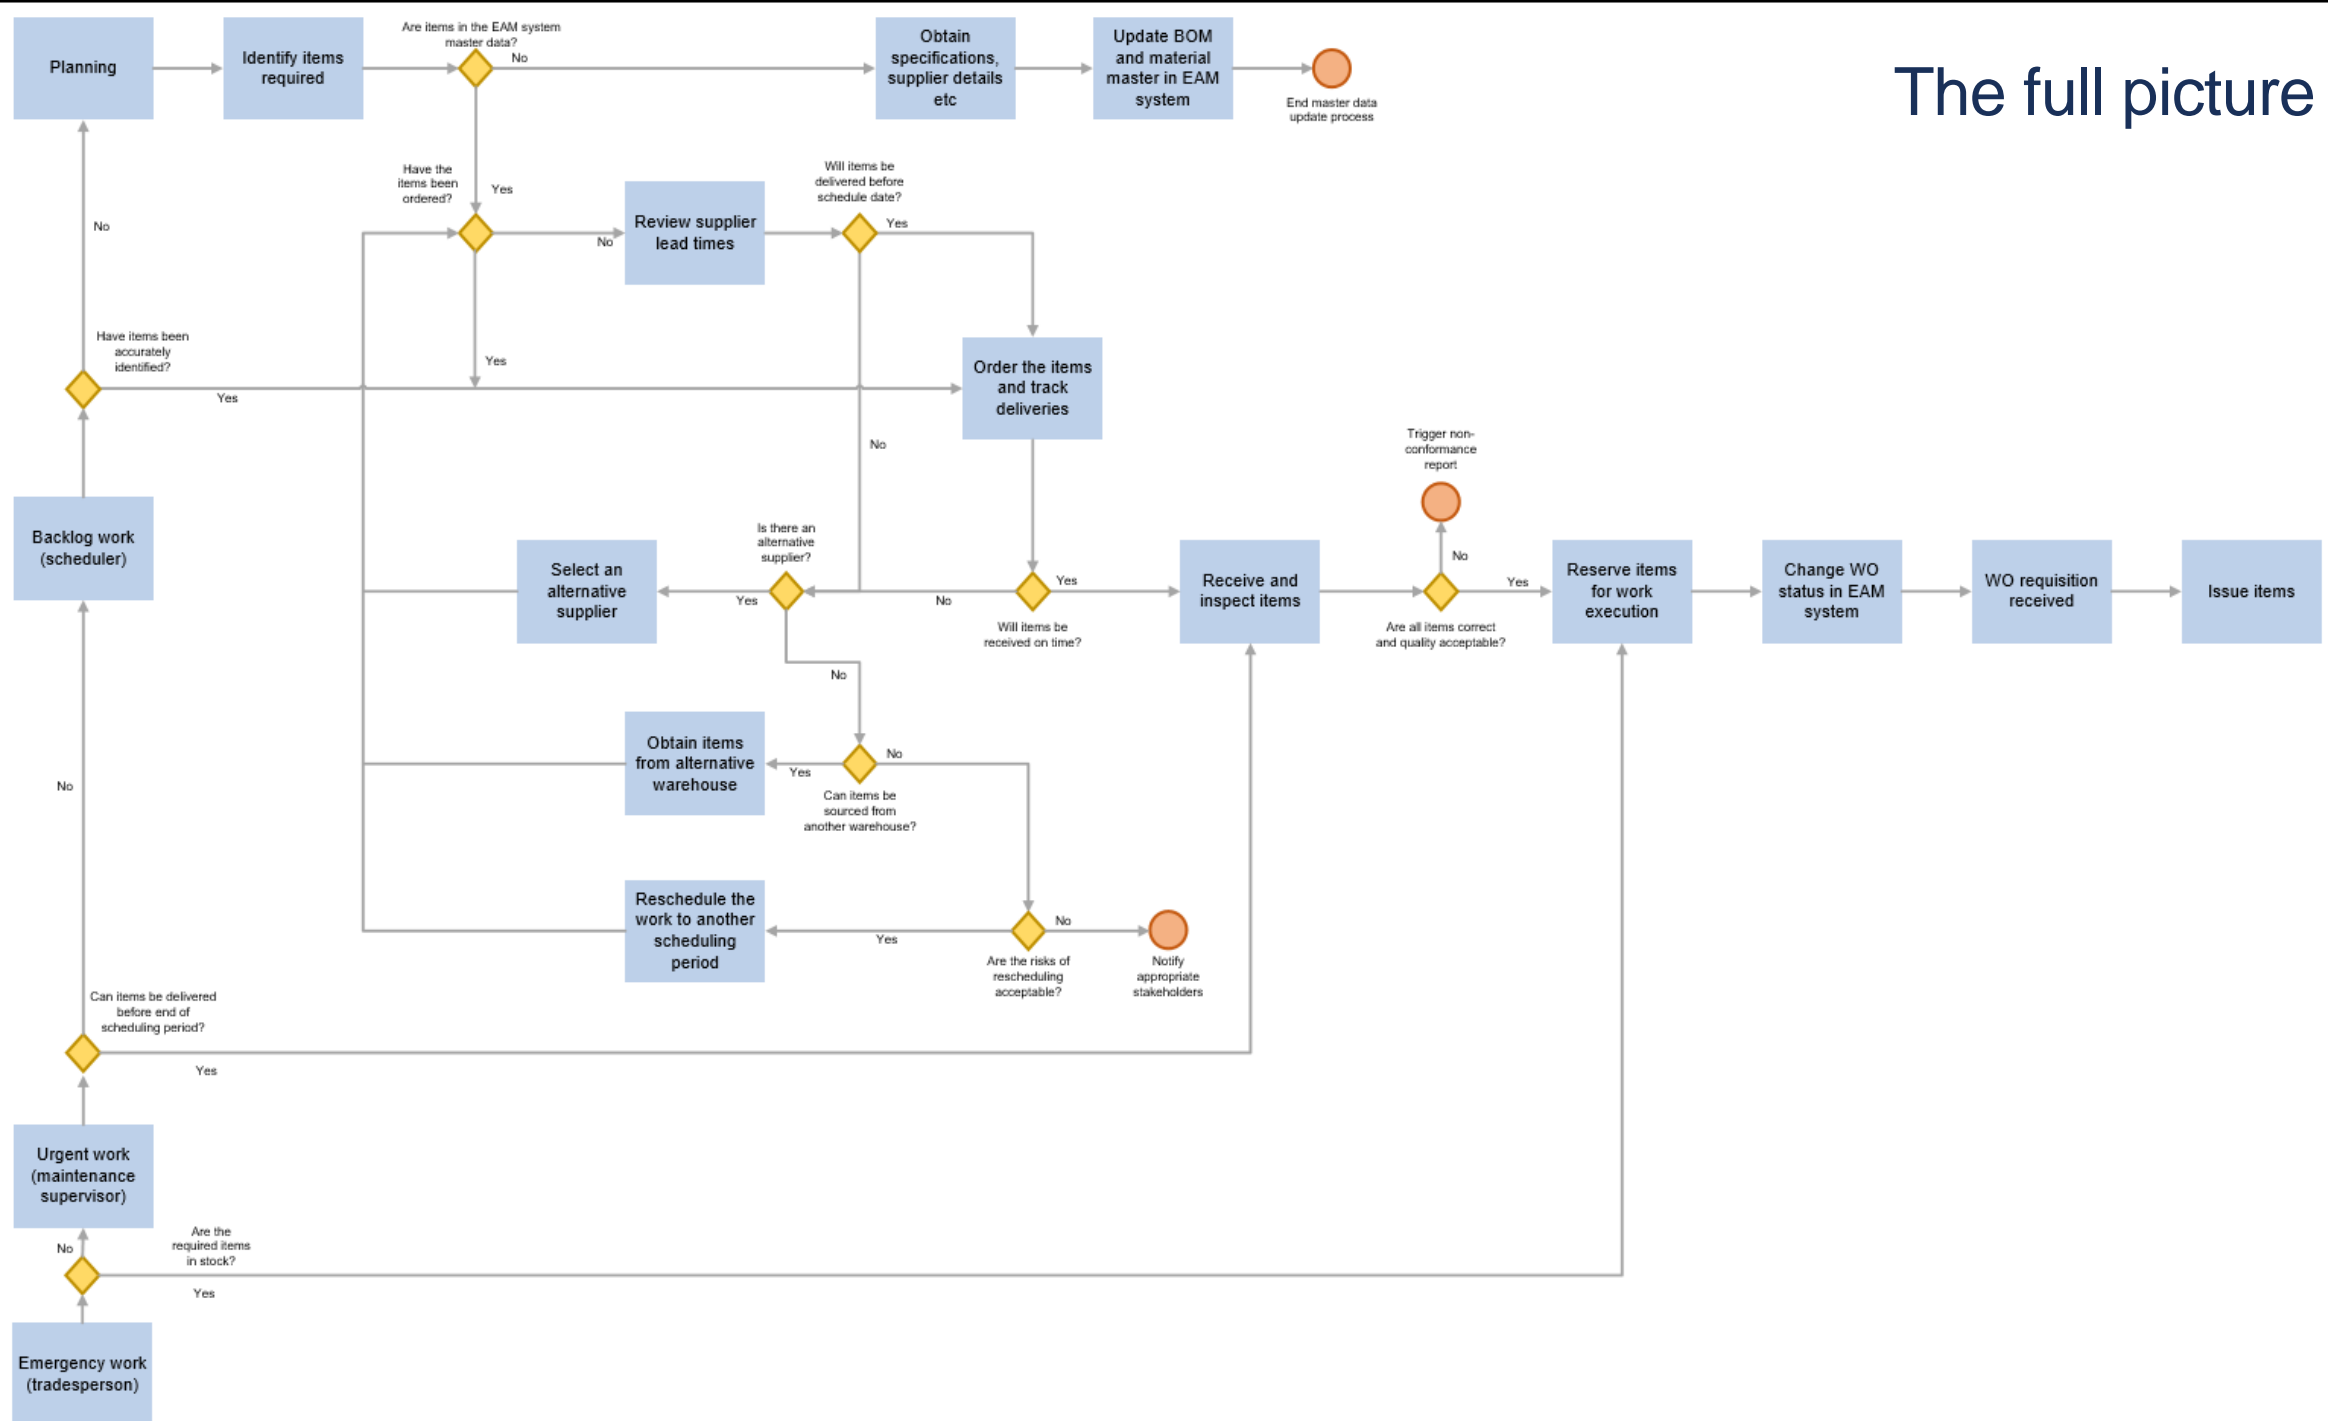 The full picture
Planning
Identify items
required
Are items in the EAM system
master data?
No
Obtain
specifications,
supplier details
etc
Update BOM
and material
master in EAM
system
End master data
update process
Yes
No
Have the
items been
ordered?
No
Review supplier
lead times
Will items be
delivered before
schedule date?
Yes
Have items been
accurately
identified?
Yes
Yes
Order the items
and track
deliveries
No
Trigger non-
conformance
report
No
Backlog work
(scheduler)
Select an
alternative
supplier
Is there an
alternative
supplier?
Yes
No
Will items be
received on time?
Yes
Receive and
inspect items
Are all items correct
and quality acceptable?
Yes
Reserve items
for work
execution
Change WO
status in EAM
system
WO requisition
received
Issue items
No
No
Obtain items
from alternative
warehouse
Yes
No
Can items be
sourced from
another warehouse?
Reschedule the
work to another
scheduling
period
Yes
No
Are the risks of
rescheduling
acceptable?
Notify
appropriate
stakeholders
Can items be delivered
before end of
scheduling period?
Yes
Urgent work
(maintenance
supervisor)
No
Are the
required items
in stock?
Yes
Emergency work
(tradesperson)